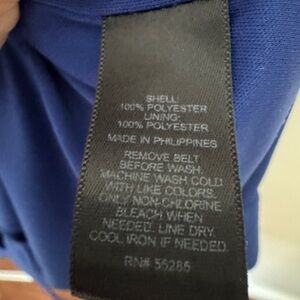 SHELL:
100% POLYESTER
LINING:
100% POLYESTER
MADE IN PHILIPPINES
REMOVE BELT
BEFORE WASH.
MACHINE WASH COLD
WITH LIKE COLORS.
ONLY NON-CHLORINE
BLEACH WHEN
NEEDED. LINE DRY.
COOL IRON IF NEEDED.
RN# 55285